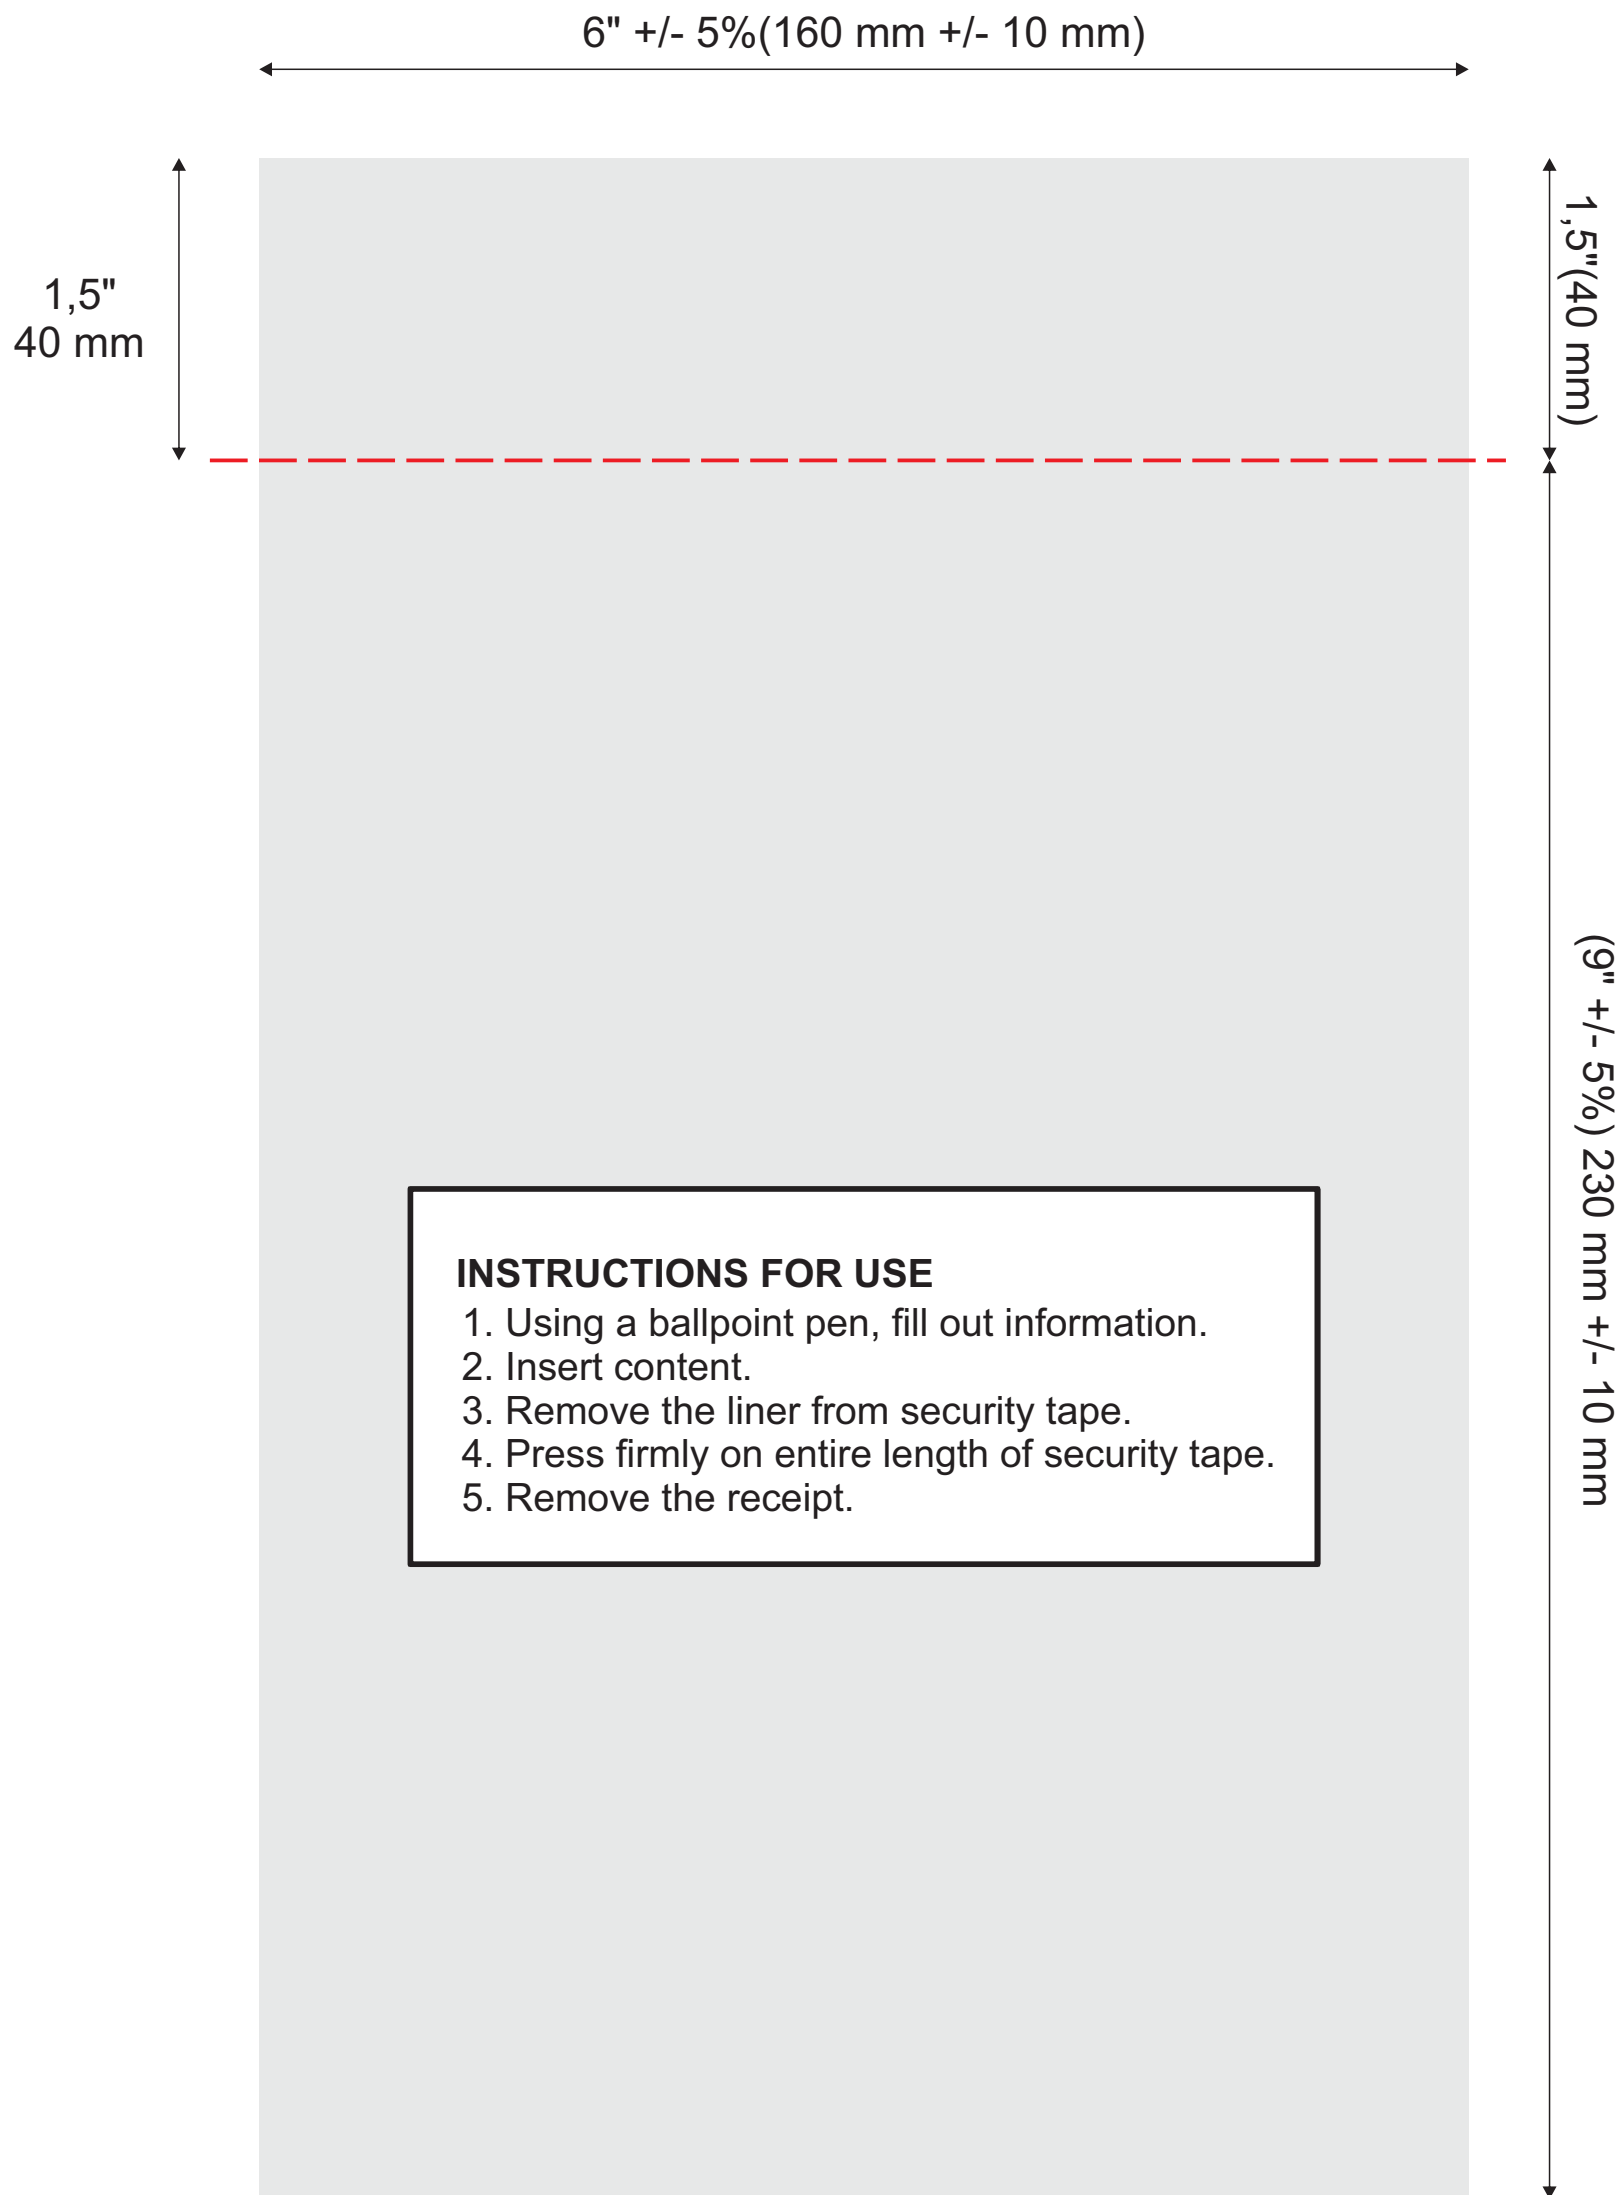 6" +/- 5%(160 mm +/- 10 mm)
1,5"
40 mm
1,5"(40 mm)
(9" +/- 5%) 230 mm +/- 10 mm
INSTRUCTIONS FOR USE
1. Using a ballpoint pen, fill out information.
2. Insert content.
3. Remove the liner from security tape.
4. Press firmly on entire length of security tape.
5. Remove the receipt.